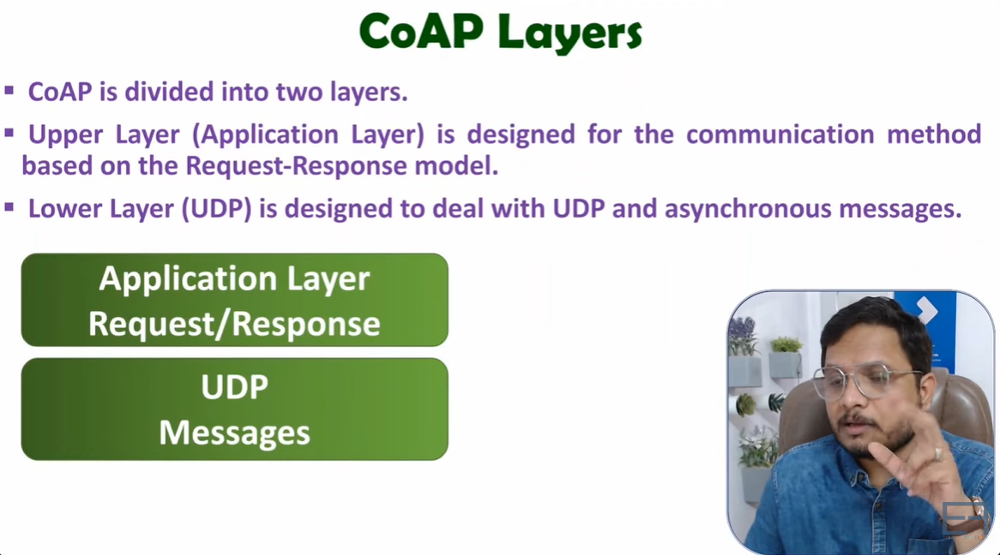 CoAP Layers
▪ CoAP is divided into two layers.
▪ Upper Layer (Application Layer) is designed for the communication method
based on the Request-Response model.
▪ Lower Layer (UDP) is designed to deal with UDP and asynchronous messages.
Application Layer
Request/Response
UDP
Messages